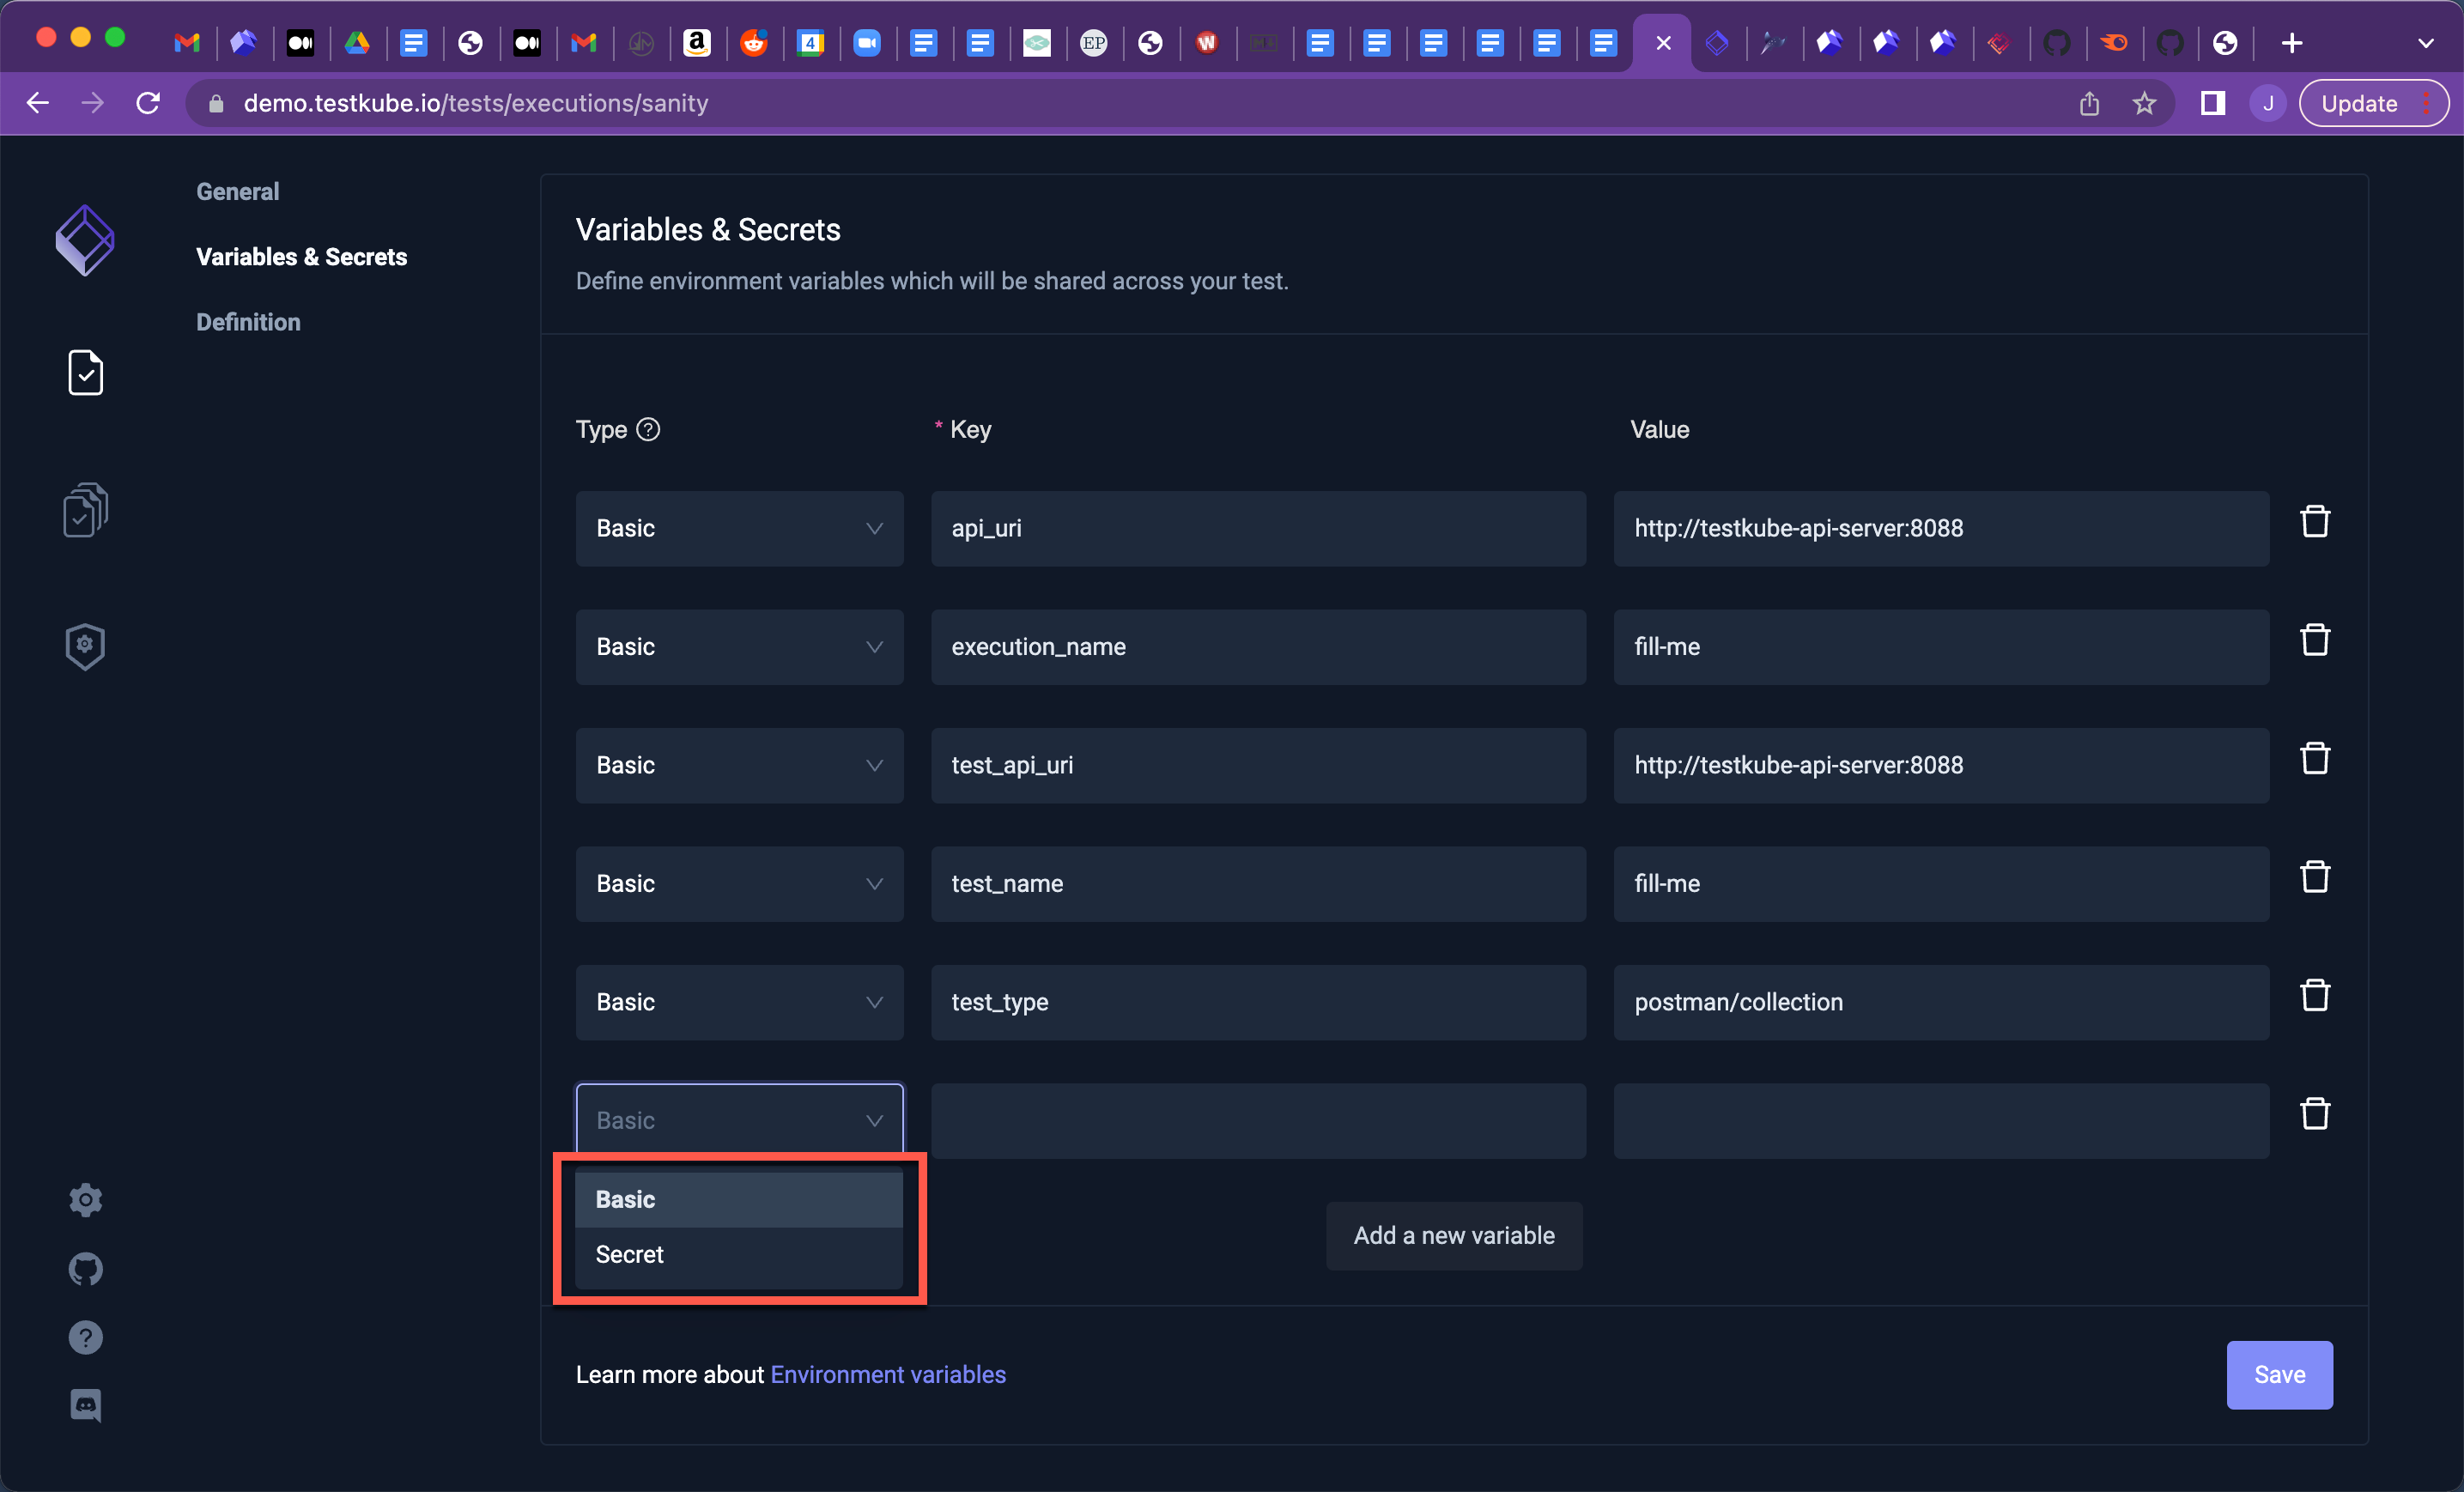 4
EP
W
demo.testkube.io/tests/executions/sanity
J
Update
General
Variables & Secrets
Definition
Variables & Secrets
Define environment variables which will be shared across your test.
Type ?
* Key
Value
Basic
api_uri
http://testkube-api-server:8088
Basic
execution_name
fill-me
Basic
test_api_uri
http://testkube-api-server:8088
Basic
test_name
fill-me
Basic
test_type
postman/collection
Basic
Basic
Secret
Add a new variable
Learn more about Environment variables
Save